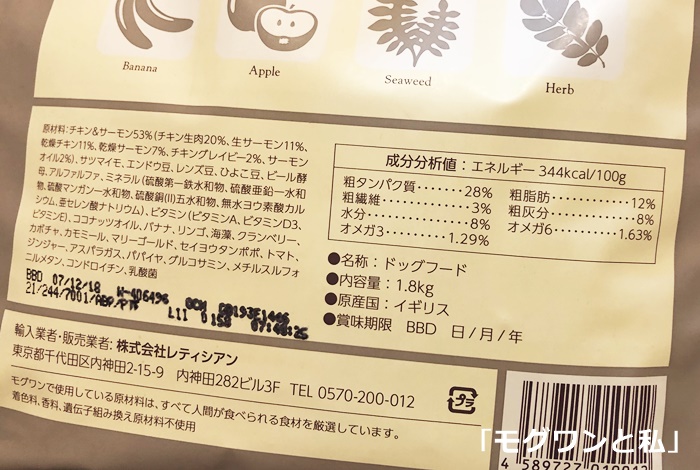 Banana
Apple
Seaweed
Herb
原材料:チキン&サーモン53%(チキン生肉20%、生サーモン11%、
乾燥チキン11%、乾燥サーモン7%、チキングレイビー2%、サーモン
オイル2%)、サツマイモ、エンドウ豆、レンズ豆、ひよこ豆、ビール酵
母、アルファルファ、ミネラル(硫酸第一鉄水和物、硫酸亜鉛一水和
物、硫酸マンガン一水和物、硫酸銅(II)五水和物、無水ヨウ素酸カル
シウム、亜セレン酸ナトリウム)、ビタミン(ビタミンA、ビタミンD3、
ビタミンE)、ココナッツオイル、バナナ、リンゴ、海藻、クランベリー、
カボチャ、カモミール、マリーゴールド、セイヨウタンポポ、トマト、
ジンジャー、アスパラガス、パパイヤ、グルコサミン、メチルスルフォ
ニルメタン、コンドロイチン、乳酸菌
BBD 07/12/18
21/244/7001/
成分分析値:エネルギー 344kcal/100g
粗タンパク質・・・・・・・・28% 粗脂肪・・・・・・・・・・12%
粗繊維・・・・・・・・・・・・・3% 粗灰分・・・・・・・・・・・8%
水分・・・・・・・・・・・・・・・8% オメガ6・・・・・・・1.63%
オメガ3・・・・・・・・・・1.29%
●名称:ドッグフード
●内容量:1.8kg
●原産国:イギリス
●賞味期限 BBD 日/月/年
輸入業者・販売業者:株式会社レティシアン
東京都千代田区内神田2-15-9 内神田282ビル3F TEL 0570-200-012
プラ
モグワンで使用している原材料は、すべて人間が食べられる食材を厳選しています。
着色料、香料、遺伝子組み換え原材料不使用
「モグワンと私」
4 589727